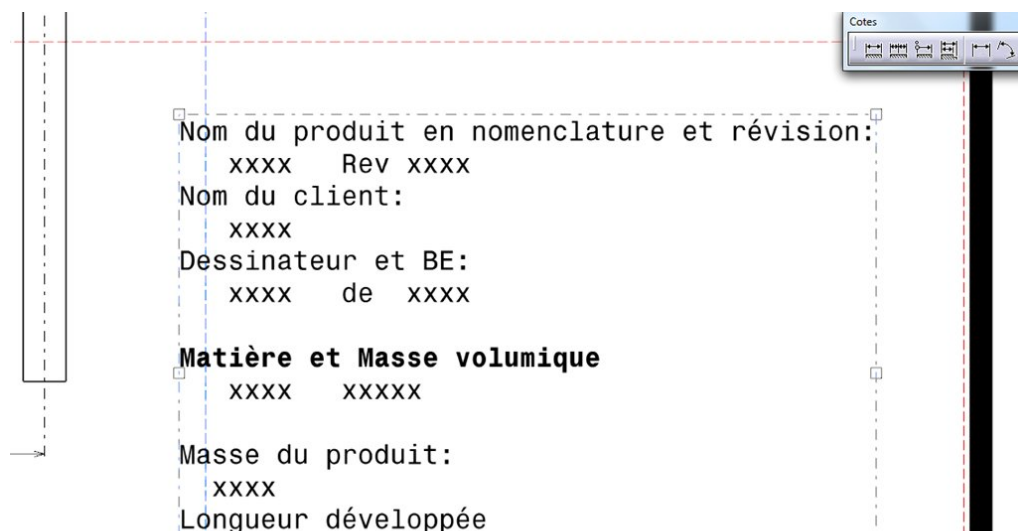 Cotes
Nom du produit en nomenclature et révision:
xxxx Rev xxxx
Nom du client:
xxxx
Dessinateur et BE:
xxxx de xxxx
Matière et Masse volumique
xxxx xxxxx
Masse du produit:
xxxx
Longueur développée